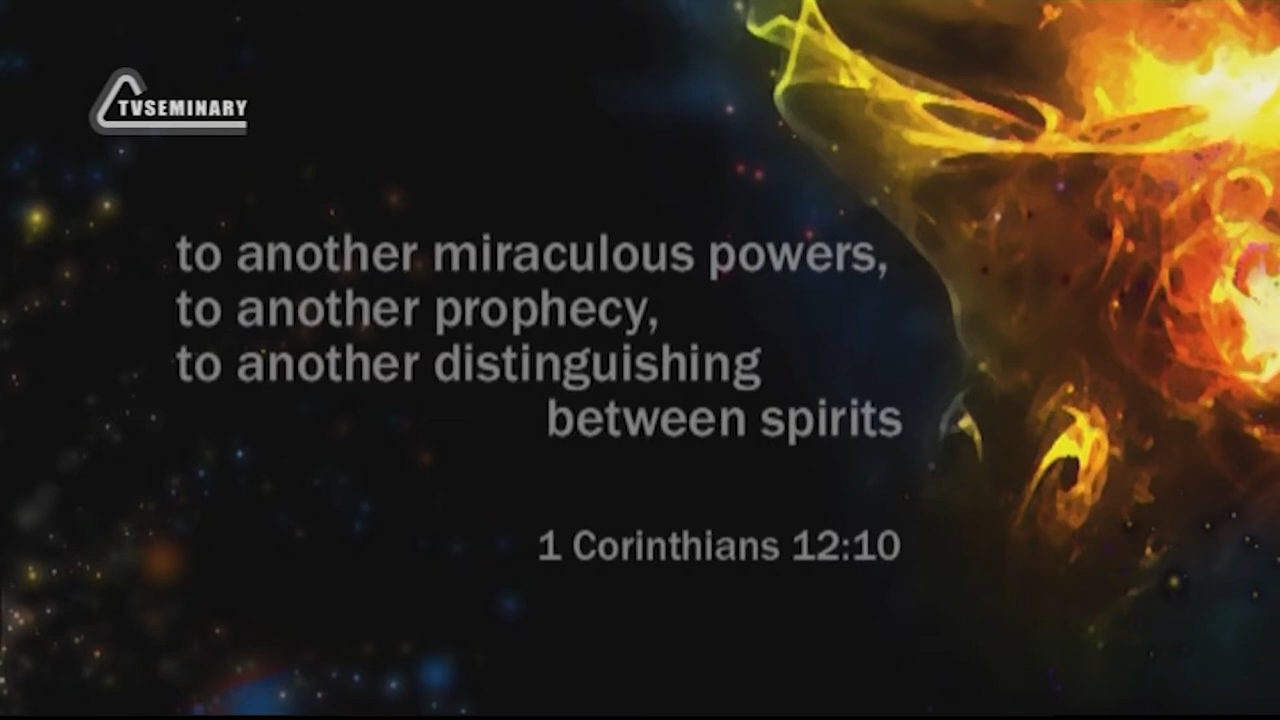 TVSEMINARY
to another miraculous powers,
to another prophecy,
to another distinguishing
between spirits
1 Corinthians 12:10